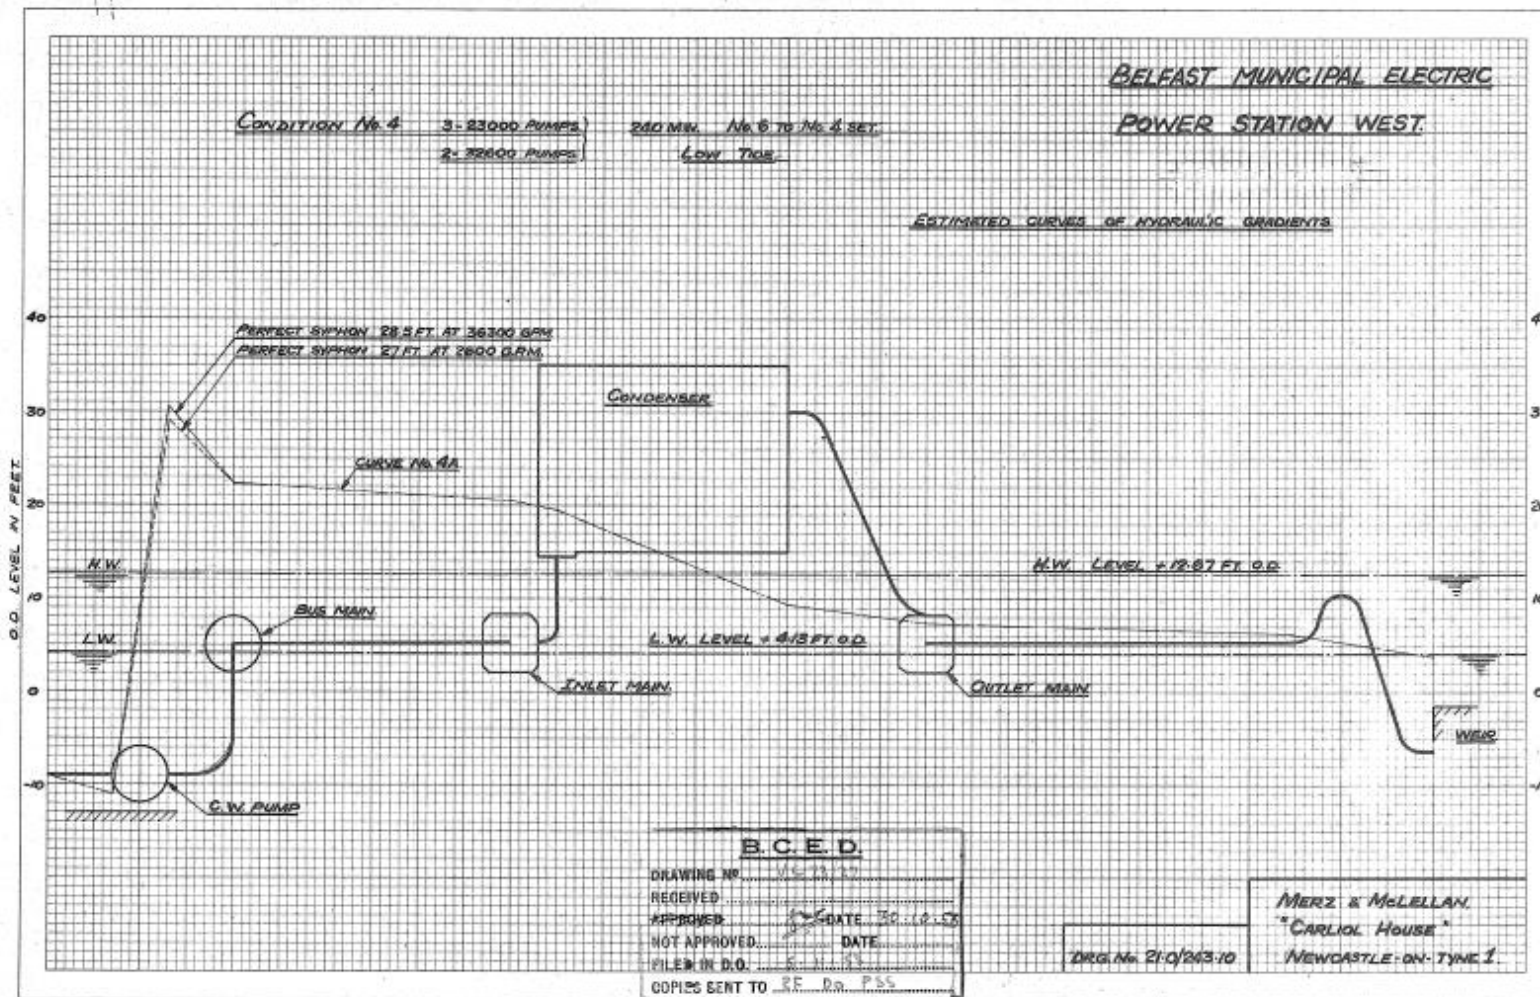 BELFAST MUNICIPAL ELECTRIC
POWER STATION WEST.
CONDITION No. 4 3-23000 PUMPS 240 MW. No. 6 TO No. 4 SET.
2-32600 PUMPS LOW TIDE.
ESTIMATED CURVES OF HYDRAULIC GRADIENTS
PERFECT SYPHON 28.5 FT. AT 36300 GPM
PERFECT SYPHON 27 FT. AT 2600 G.P.M.
CONDENSER
CURVE No. 4A
O.D. LEVEL IN FEET.
40
30
20
10
0
-10
H.W.
H.W. LEVEL + 12.67 FT. O.D.
BUS MAIN
L.W.
L.W. LEVEL + 4.13 FT. O.D.
INLET MAIN.
OUTLET MAIN
WEIR
C.W. PUMP
B. C. E. D.
DRAWING No
RECEIVED
APPROVED DATE 30.10.53
NOT APPROVED DATE
FILED IN D.O.
COPIES SENT TO
DRG. No. 21-0/243-10
MERZ & McLELLAN.
"CARLIOL HOUSE"
NEWCASTLE-ON-TYNE 1.